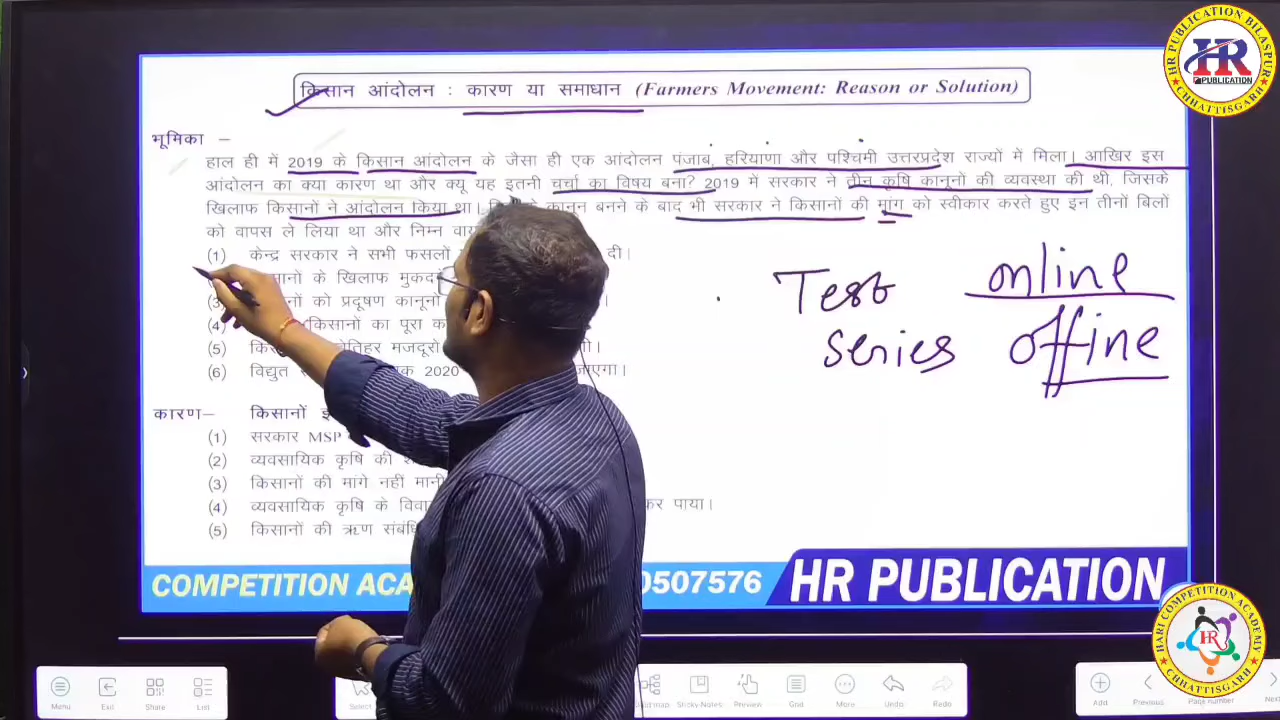 किसान आंदोलन : कारण या समाधान (Farmers Movement: Reason or Solution)
भूमिका –
हाल ही में 2019 के किसान आंदोलन के जैसा ही एक आंदोलन पंजाब, हरियाणा और पश्चिमी उत्तरप्रदेश राज्यों में मिला। आखिर इस
आंदोलन का क्या कारण था और क्यू यह इतनी चर्चा का विषय बना? 2019 में सरकार ने तीन कृषि कानूनों की व्यवस्था की थी, जिसके
खिलाफ किसानों ने आंदोलन किया था। कानून बनने के बाद भी सरकार ने किसानों की मांग को स्वीकार करते हुए इन तीनों बिलों
को वापस ले लिया था और निम्न
(1) केन्द्र सरकार ने सभी फसलों दी।
के खिलाफ
को प्रदूषण
(4) किसानों का पूरा
(5) मजदूरों
(6) विद्युत 2020 जाएगा।
Test online
series offine
कारण– किसानों
(1) सरकार MSP
(2) व्यवसायिक कृषि की
(3) किसानों की मांगे नहीं
(4) व्यवसायिक कृषि के कर पाया।
(5) किसानों की ऋण
COMPETITION 0507576 HR PUBLICATION
HR PUBLICATION BILASPUR
HR
PUBLICATION
CHHATTISGARH
HARI COMPETITION ACADEMY
HR
CHHATTISGARH
Menu Exit Share List Select Sticky-Notes Preview More Undo Redo Add Previous Page number